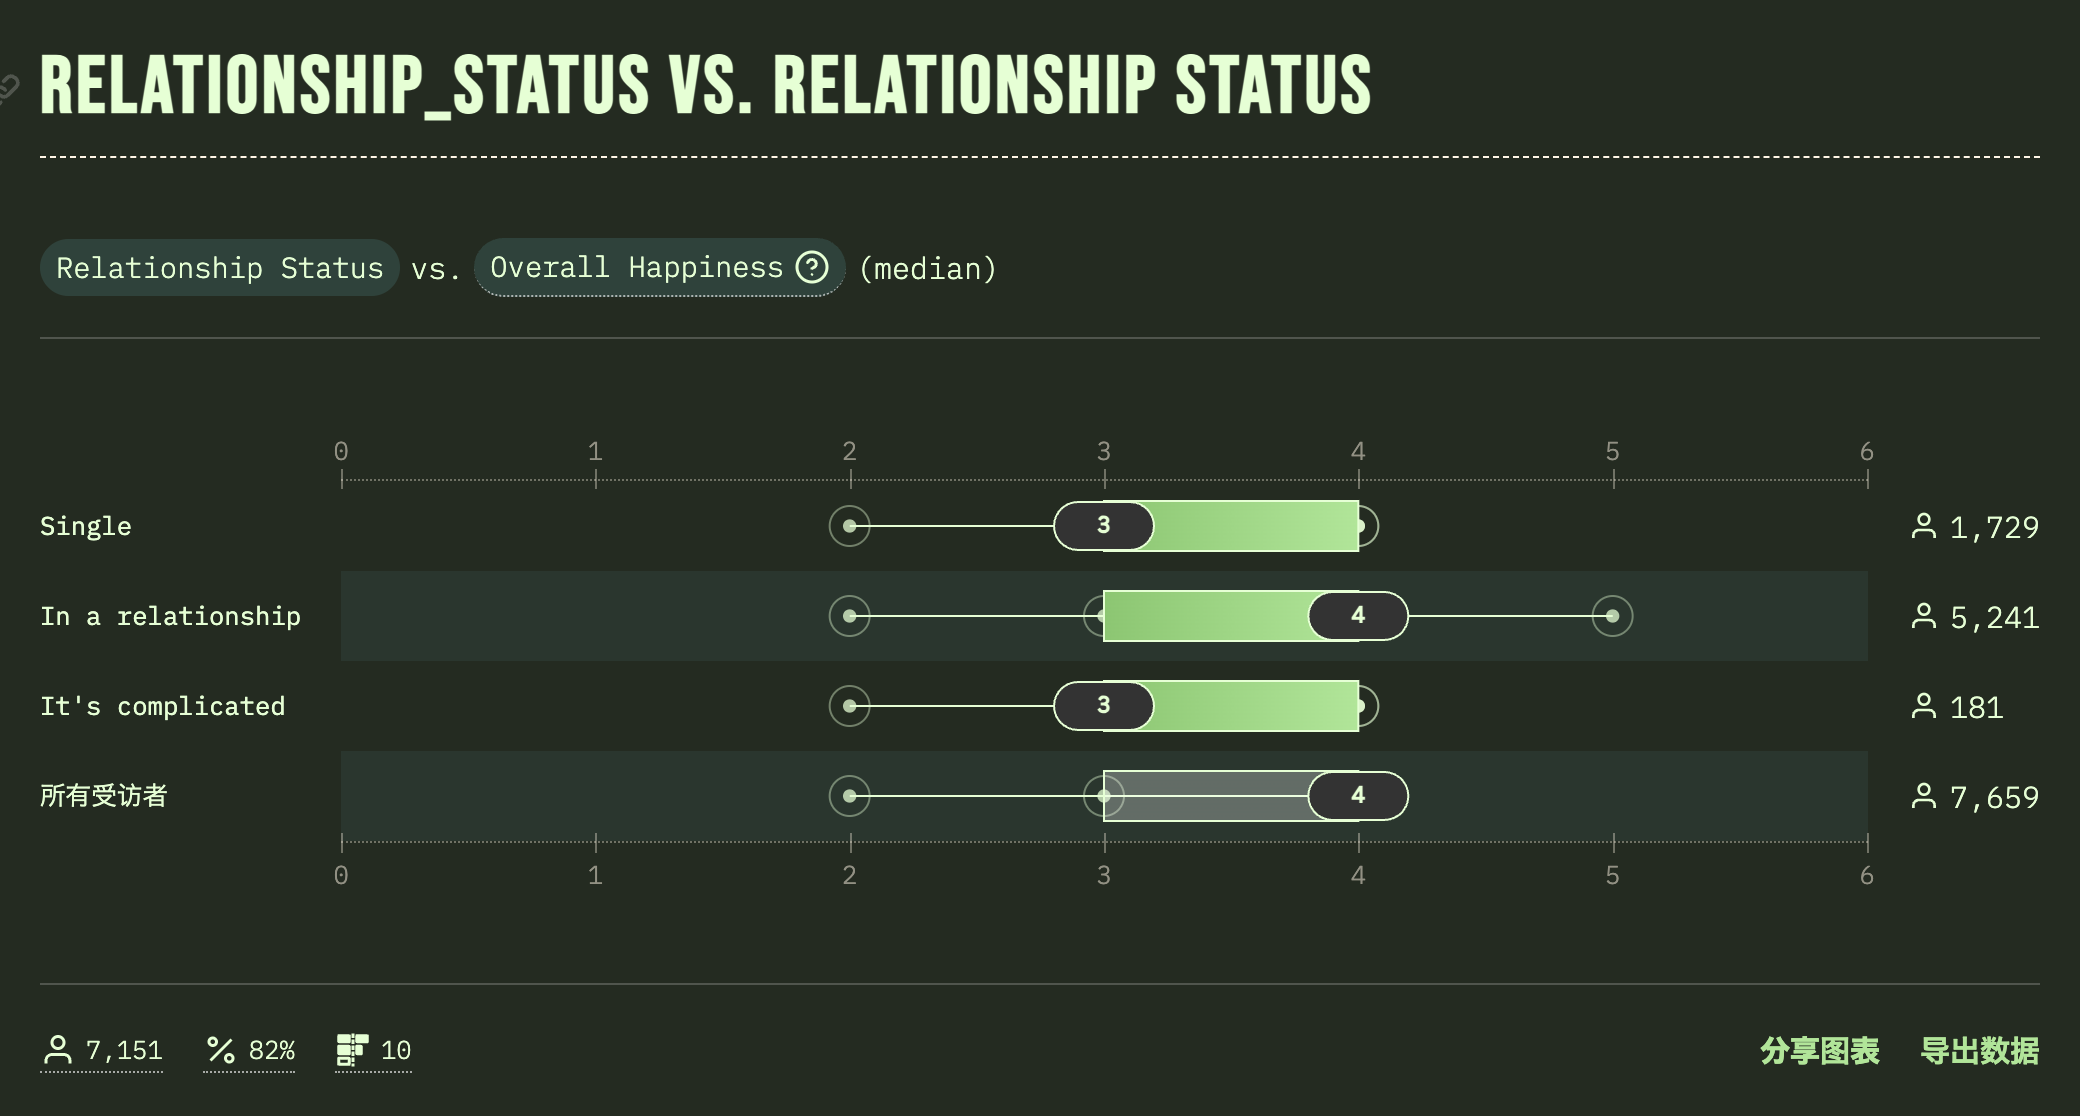 RELATIONSHIP_STATUS VS. RELATIONSHIP STATUS
Relationship Status vs. Overall Happiness ? (median)
0 1 2 3 4 5 6
Single 3 1,729
In a relationship 4 5,241
It's complicated 3 181
所有受访者 4 7,659
0 1 2 3 4 5 6
7,151 82% 10 分享图表 导出数据